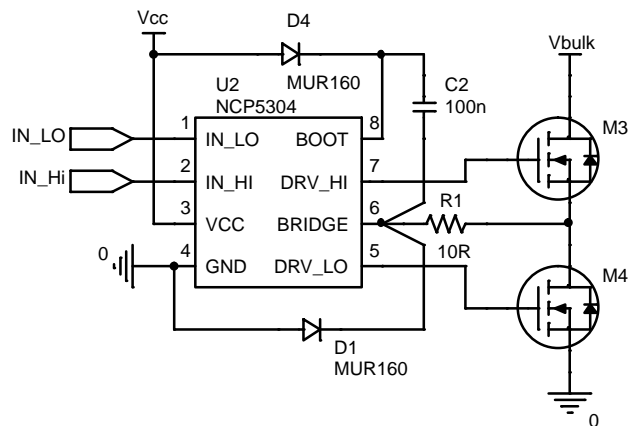 Vcc
D4
MUR160
Vbulk
U2
NCP5304
C2
100n
IN_LO
1
IN_LO
BOOT
8
M3
IN_Hi
2
IN_HI
DRV_HI
7
3
VCC
BRIDGE
6
R1
10R
0
4
GND
DRV_LO
5
M4
D1
MUR160
0